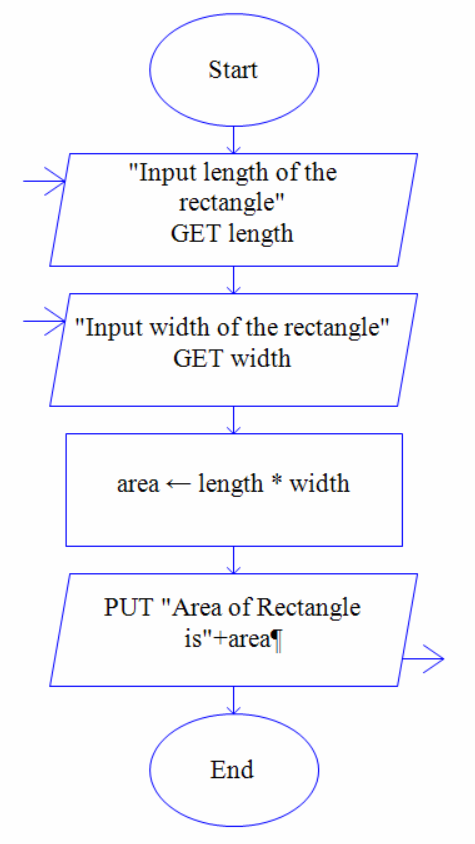 Start
"Input length of the
rectangle"
GET length
"Input width of the rectangle"
GET width
area ← length * width
PUT "Area of Rectangle
is"+area¶
End